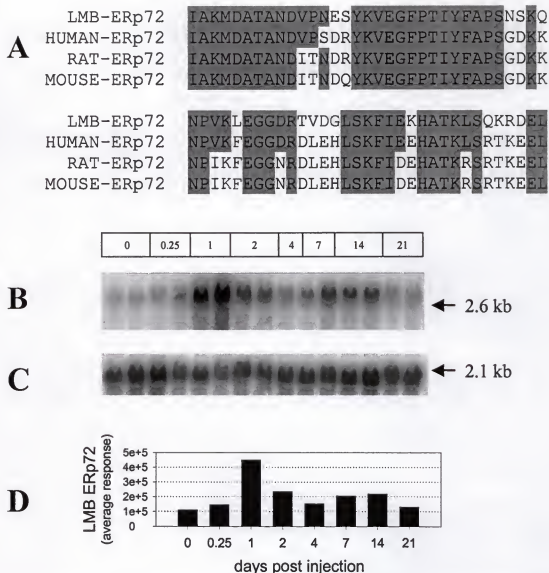 A
LMB-ERp72 IAKMDATANDVPNESYKVEGFPTIYFAPSNSKQ
HUMAN-ERp72 IAKMDATANDVPSDRYKVEGFPTIYFAPSGDKK
RAT-ERp72 IAKMDATANDITNDRYKVEGFPTIYFAPSGDKK
MOUSE-ERp72 IAKMDATANDITNDQYKVEGFPTIYFAPSGDKK
LMB-ERp72 NPVKLEGGDRTVDGLSKFIEKHATKLSQKRDEL
HUMAN-ERp72 NPVKFEGGDRDLEHLSKFIEEHATKLSRTKEEL
RAT-ERp72 NPIKFEGGNRDLEHLSKFIDEHATKRSRTKEEL
MOUSE-ERp72 NPIKFEGGNRDLEHLSKFIDEHATKRSRTKEEL
0 0.25 1 2 4 7 14 21
B
2.6 kb
C
2.1 kb
D
LMB ERp72
(average response)
5e+5
4e+5
3e+5
2e+5
1e+5
0
0 0.25 1 2 4 7 14 21
days post injection